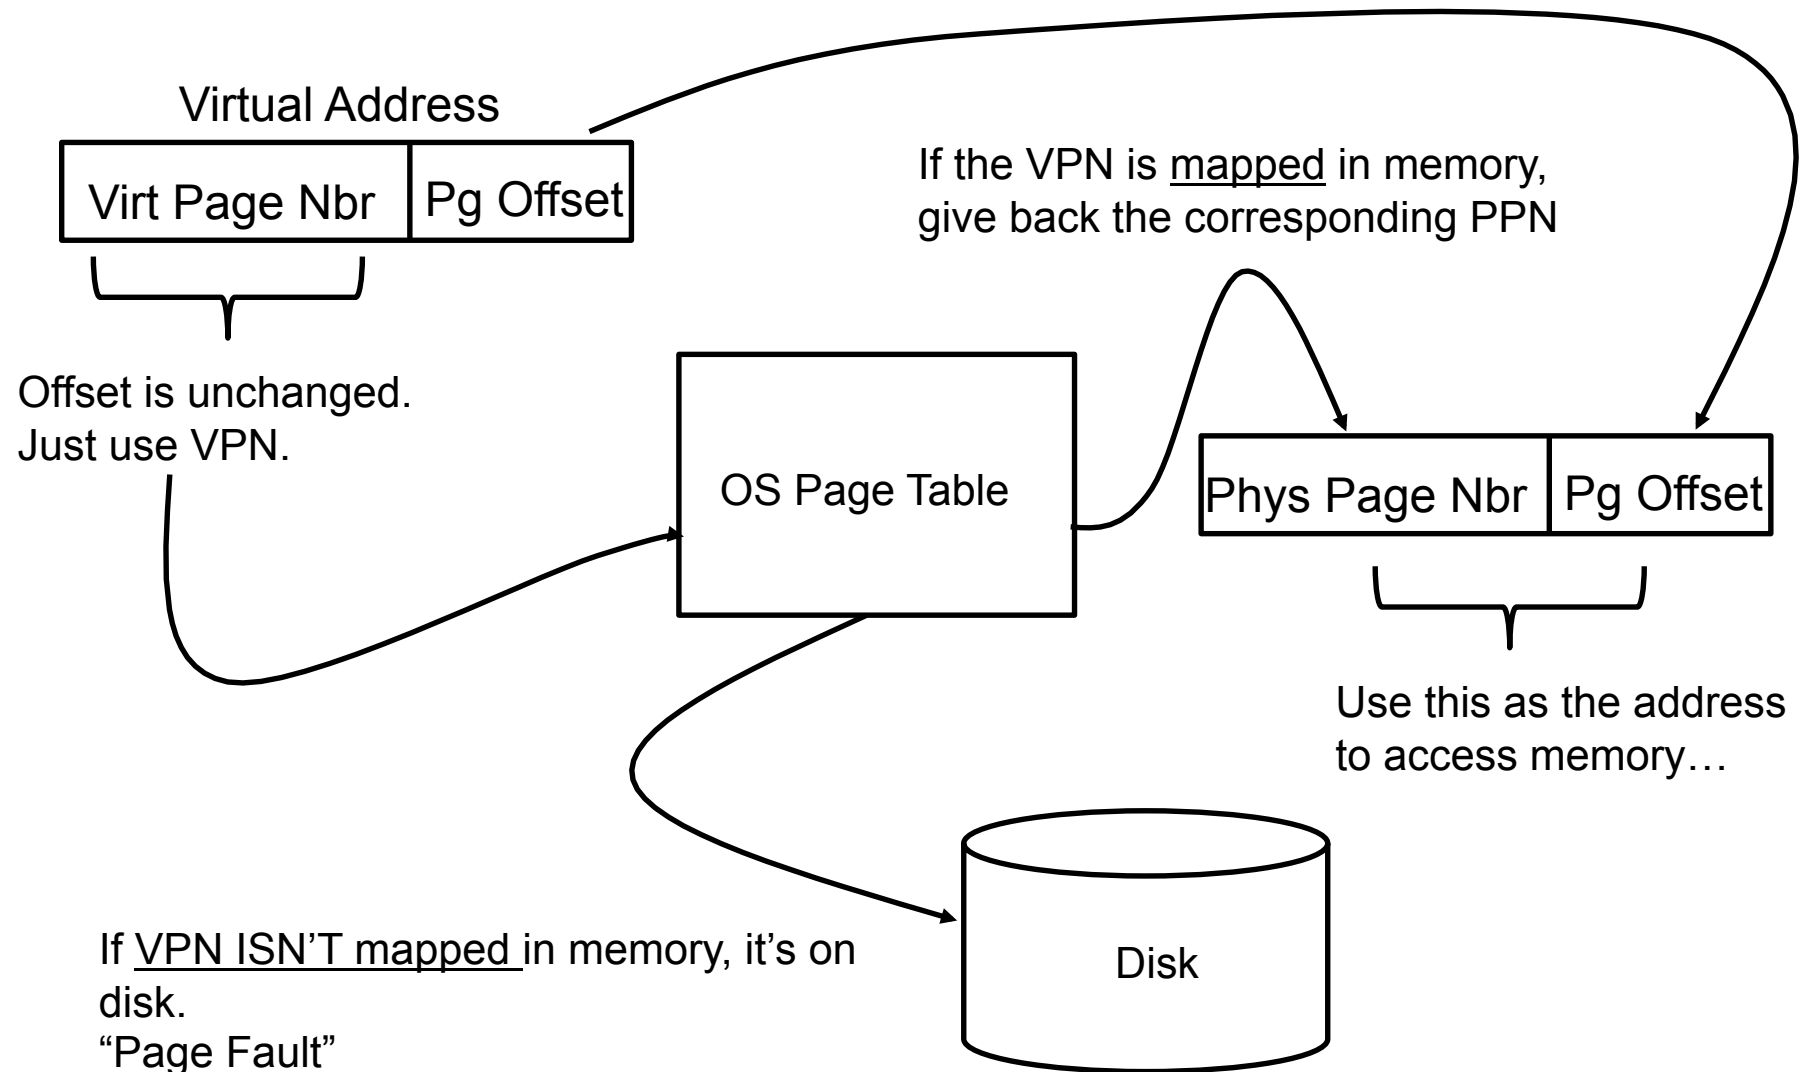 Virtual Address
Virt Page Nbr
Pg Offset
If the VPN is mapped in memory,
give back the corresponding PPN
Offset is unchanged.
Just use VPN.
OS Page Table
Phys Page Nbr
Pg Offset
Use this as the address
to access memory…
If VPN ISN’T mapped in memory, it’s on
disk.
“Page Fault”
Disk